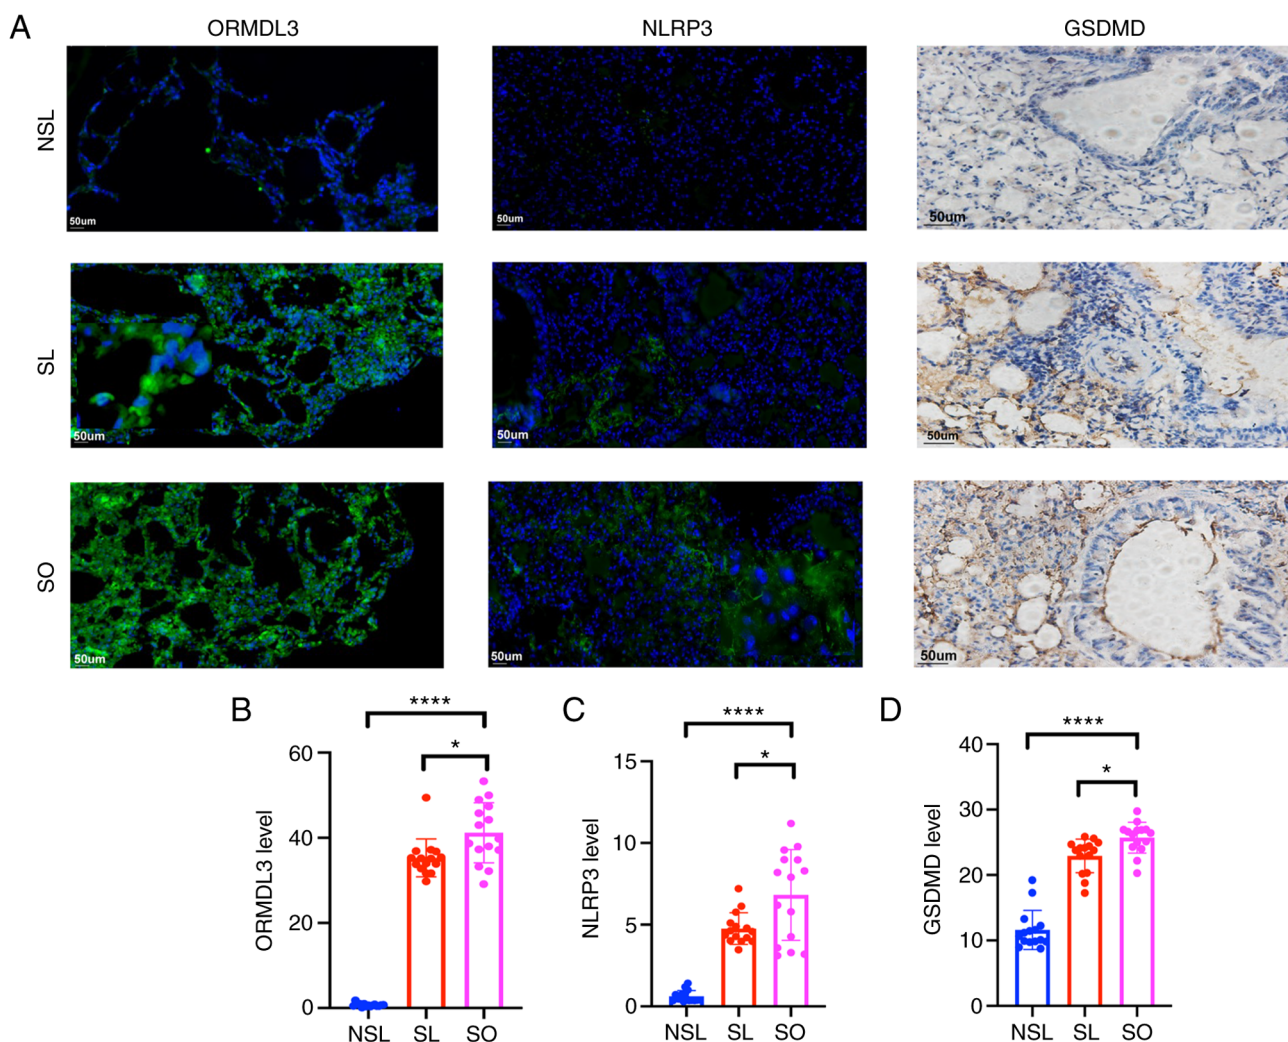 A
ORMDL3
NLRP3
GSDMD
NSL
50um
50um
50um
SL
50um
50um
50um
SO
50um
50um
50um
B
ORMDL3 level
60
40
20
0
****
*
NSL
SL
SO
C
NLRP3 level
15
10
5
0
****
*
NSL
SL
SO
D
GSDMD level
40
30
20
10
0
****
*
NSL
SL
SO